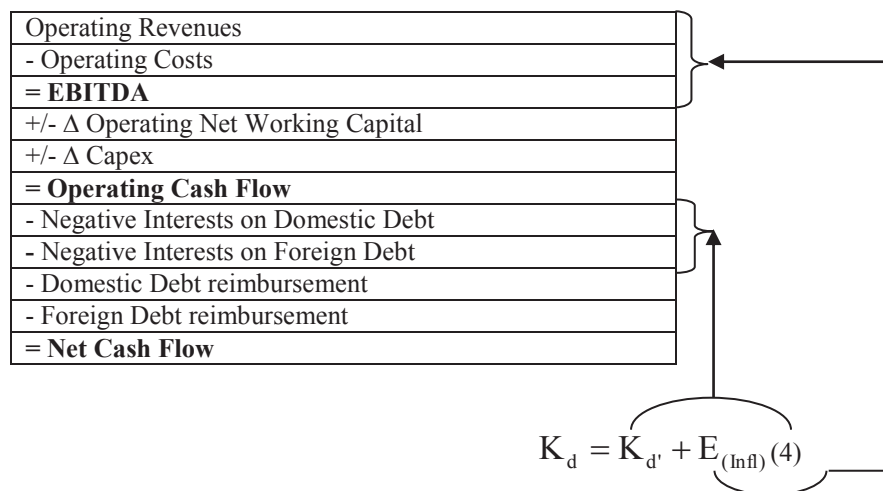 Operating Revenues
- Operating Costs
= EBITDA
+/- Δ Operating Net Working Capital
+/- Δ Capex
= Operating Cash Flow
- Negative Interests on Domestic Debt
- Negative Interests on Foreign Debt
- Domestic Debt reimbursement
- Foreign Debt reimbursement
= Net Cash Flow
K_d = K_d' + E_(Infl) (4)